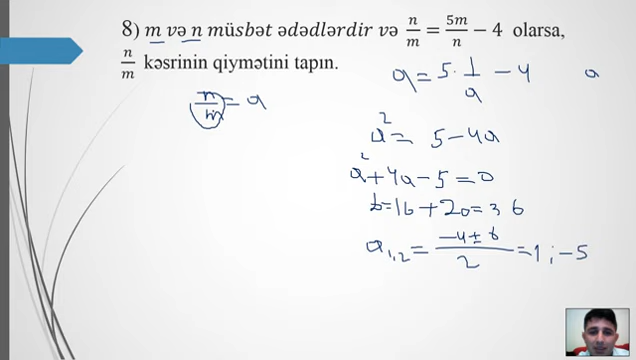 8) m və n müsbət ədədlərdir və n/m = 5m/n − 4 olarsa,
n/m kəsrinin qiymətini tapın.
n/m = a
a = 5 · 1/a − 4
a
a² = 5 − 4a
a² + 4a − 5 = 0
D = 16 + 20 = 36
a₁,₂ = (−4 ± 6)/2 = 1 ; −5